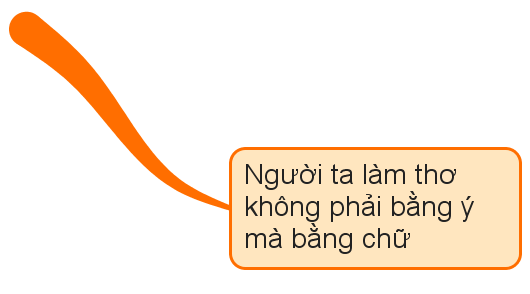 Người ta làm thơ
không phải bằng ý
mà bằng chữ